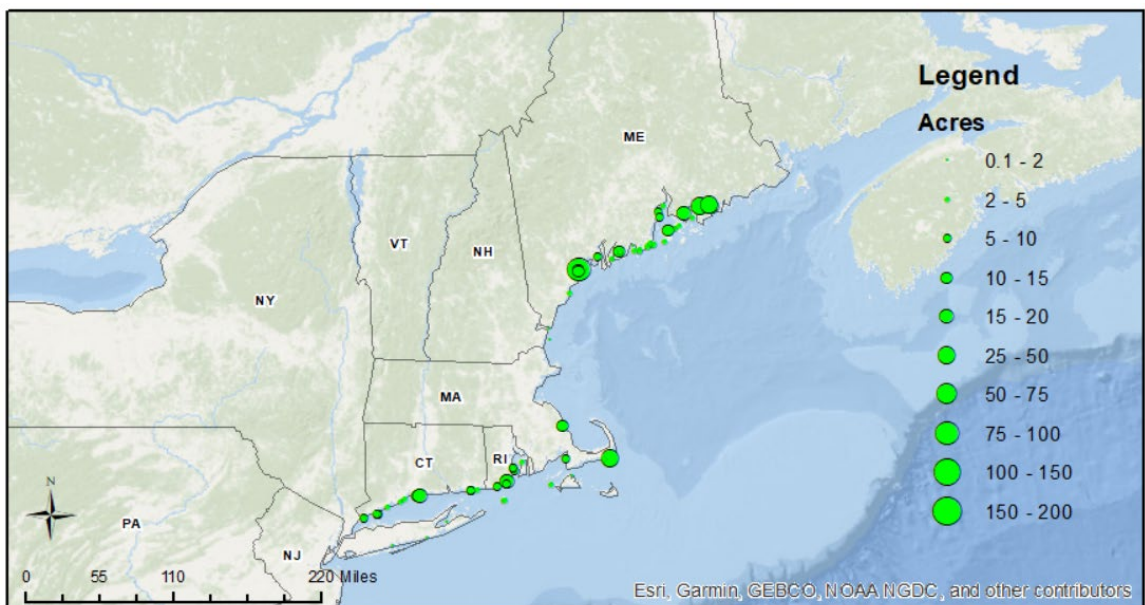 Legend
Acres
0.1 - 2
2 - 5
5 - 10
10 - 15
15 - 20
25 - 50
50 - 75
75 - 100
100 - 150
150 - 200
ME
VT
NH
NY
MA
CT
RI
PA
NJ
N
0 55 110 220 Miles
Esri, Garmin, GEBCO, NOAA NGDC, and other contributors